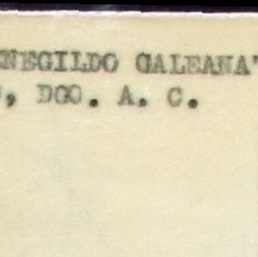 NEGILDO GALEANA"
, DGO. A. C.